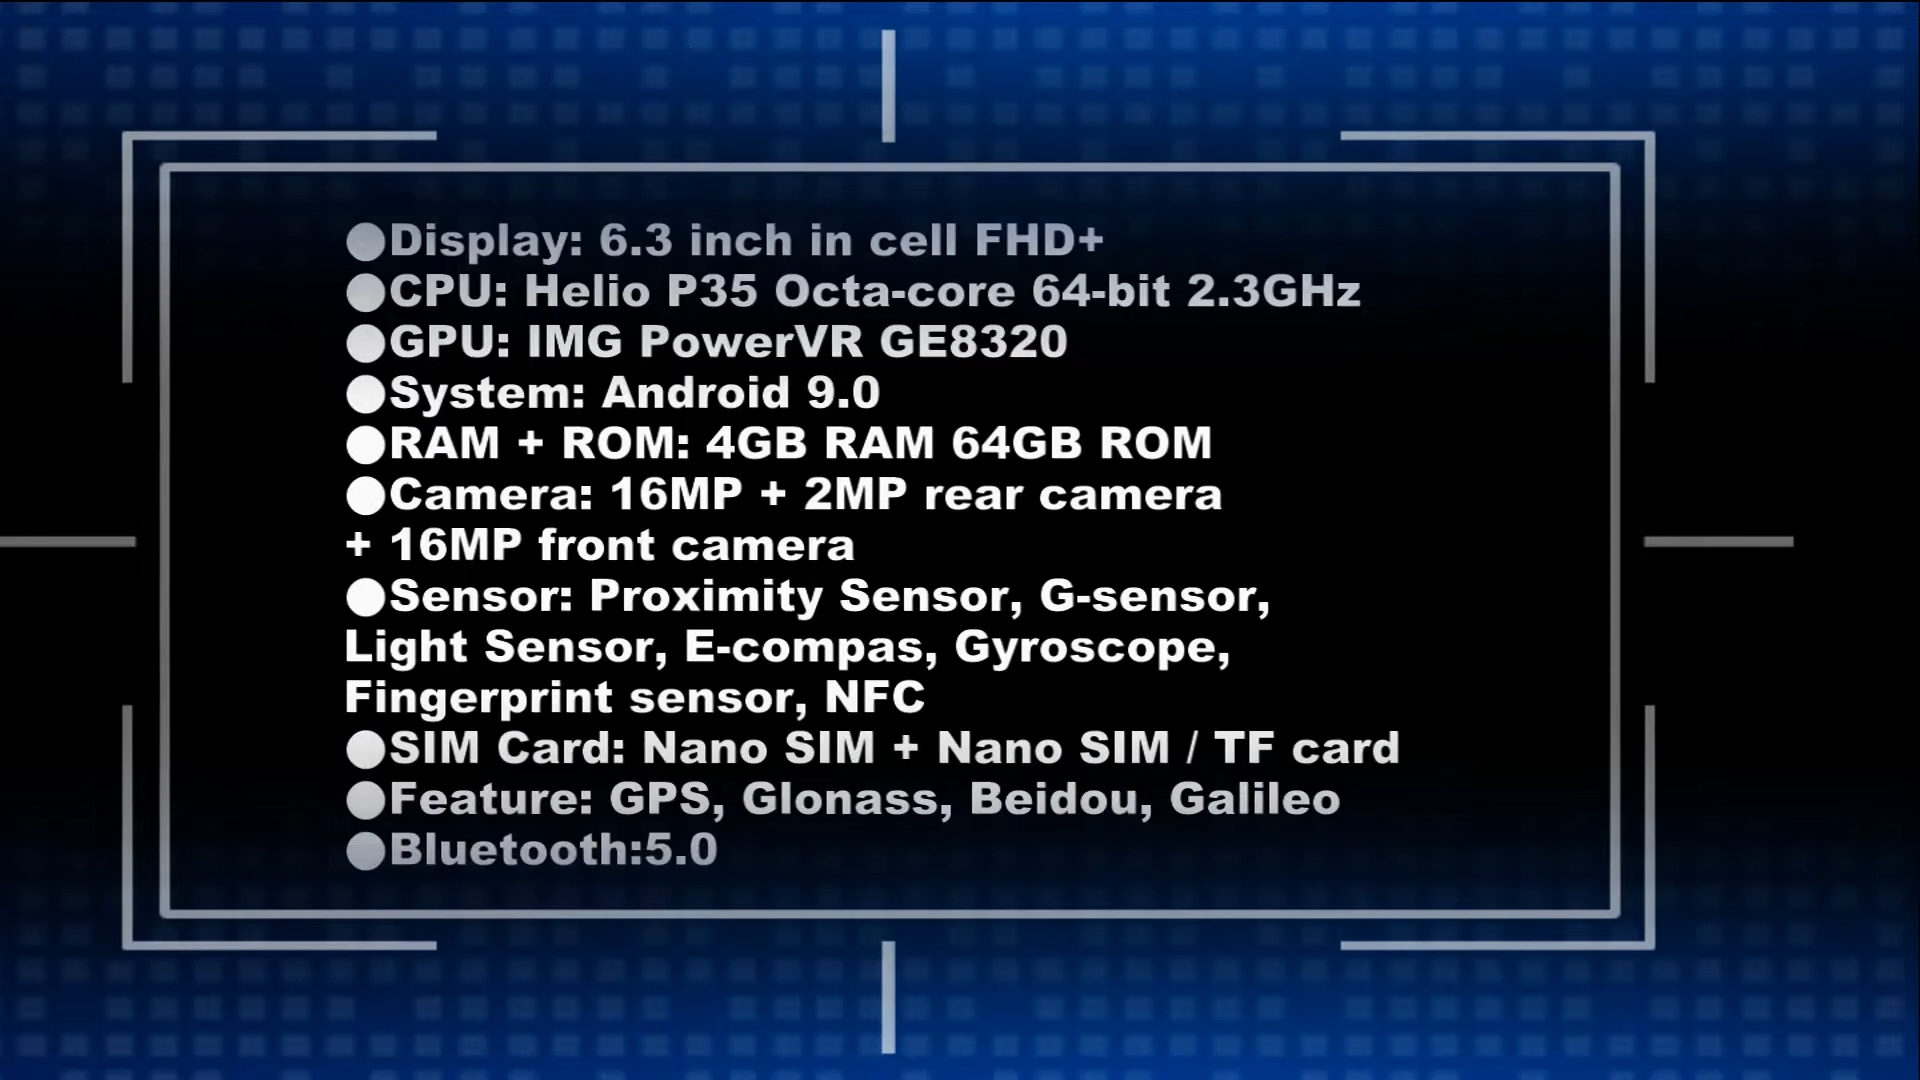 ●Display: 6.3 inch in cell FHD+
●CPU: Helio P35 Octa-core 64-bit 2.3GHz
●GPU: IMG PowerVR GE8320
●System: Android 9.0
●RAM + ROM: 4GB RAM 64GB ROM
●Camera: 16MP + 2MP rear camera
+ 16MP front camera
●Sensor: Proximity Sensor, G-sensor,
Light Sensor, E-compas, Gyroscope,
Fingerprint sensor, NFC
●SIM Card: Nano SIM + Nano SIM / TF card
●Feature: GPS, Glonass, Beidou, Galileo
●Bluetooth:5.0